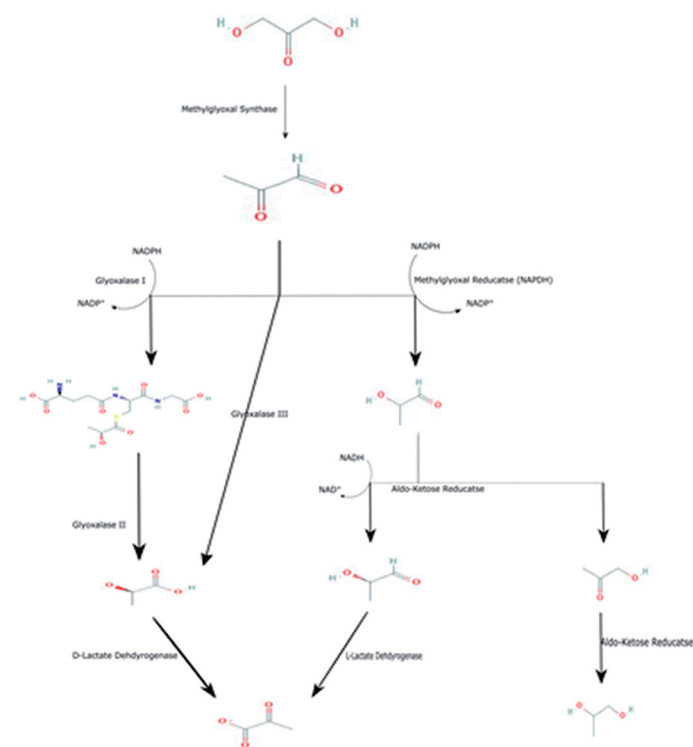 H O O H
O
Methylglyoxal Synthase
H
O
O
NADPH
NADPH
Glyoxalase I
Methylglyoxal Reducatse (NAPDH)
NADP⁺
NADP⁺
H N H
H O O N O O H
O O N O
S
O
O H
H O H O
Glyoxalase III
NADH
NAD⁺
Aldo-Ketose Reducatse
Glyoxalase II
O
O O H
H O H O
O H
O
Aldo-Ketose Reducatse
D-Lactate Dehdyrogenase
L-Lactate Dehdyrogenase
O O
O
H O O H